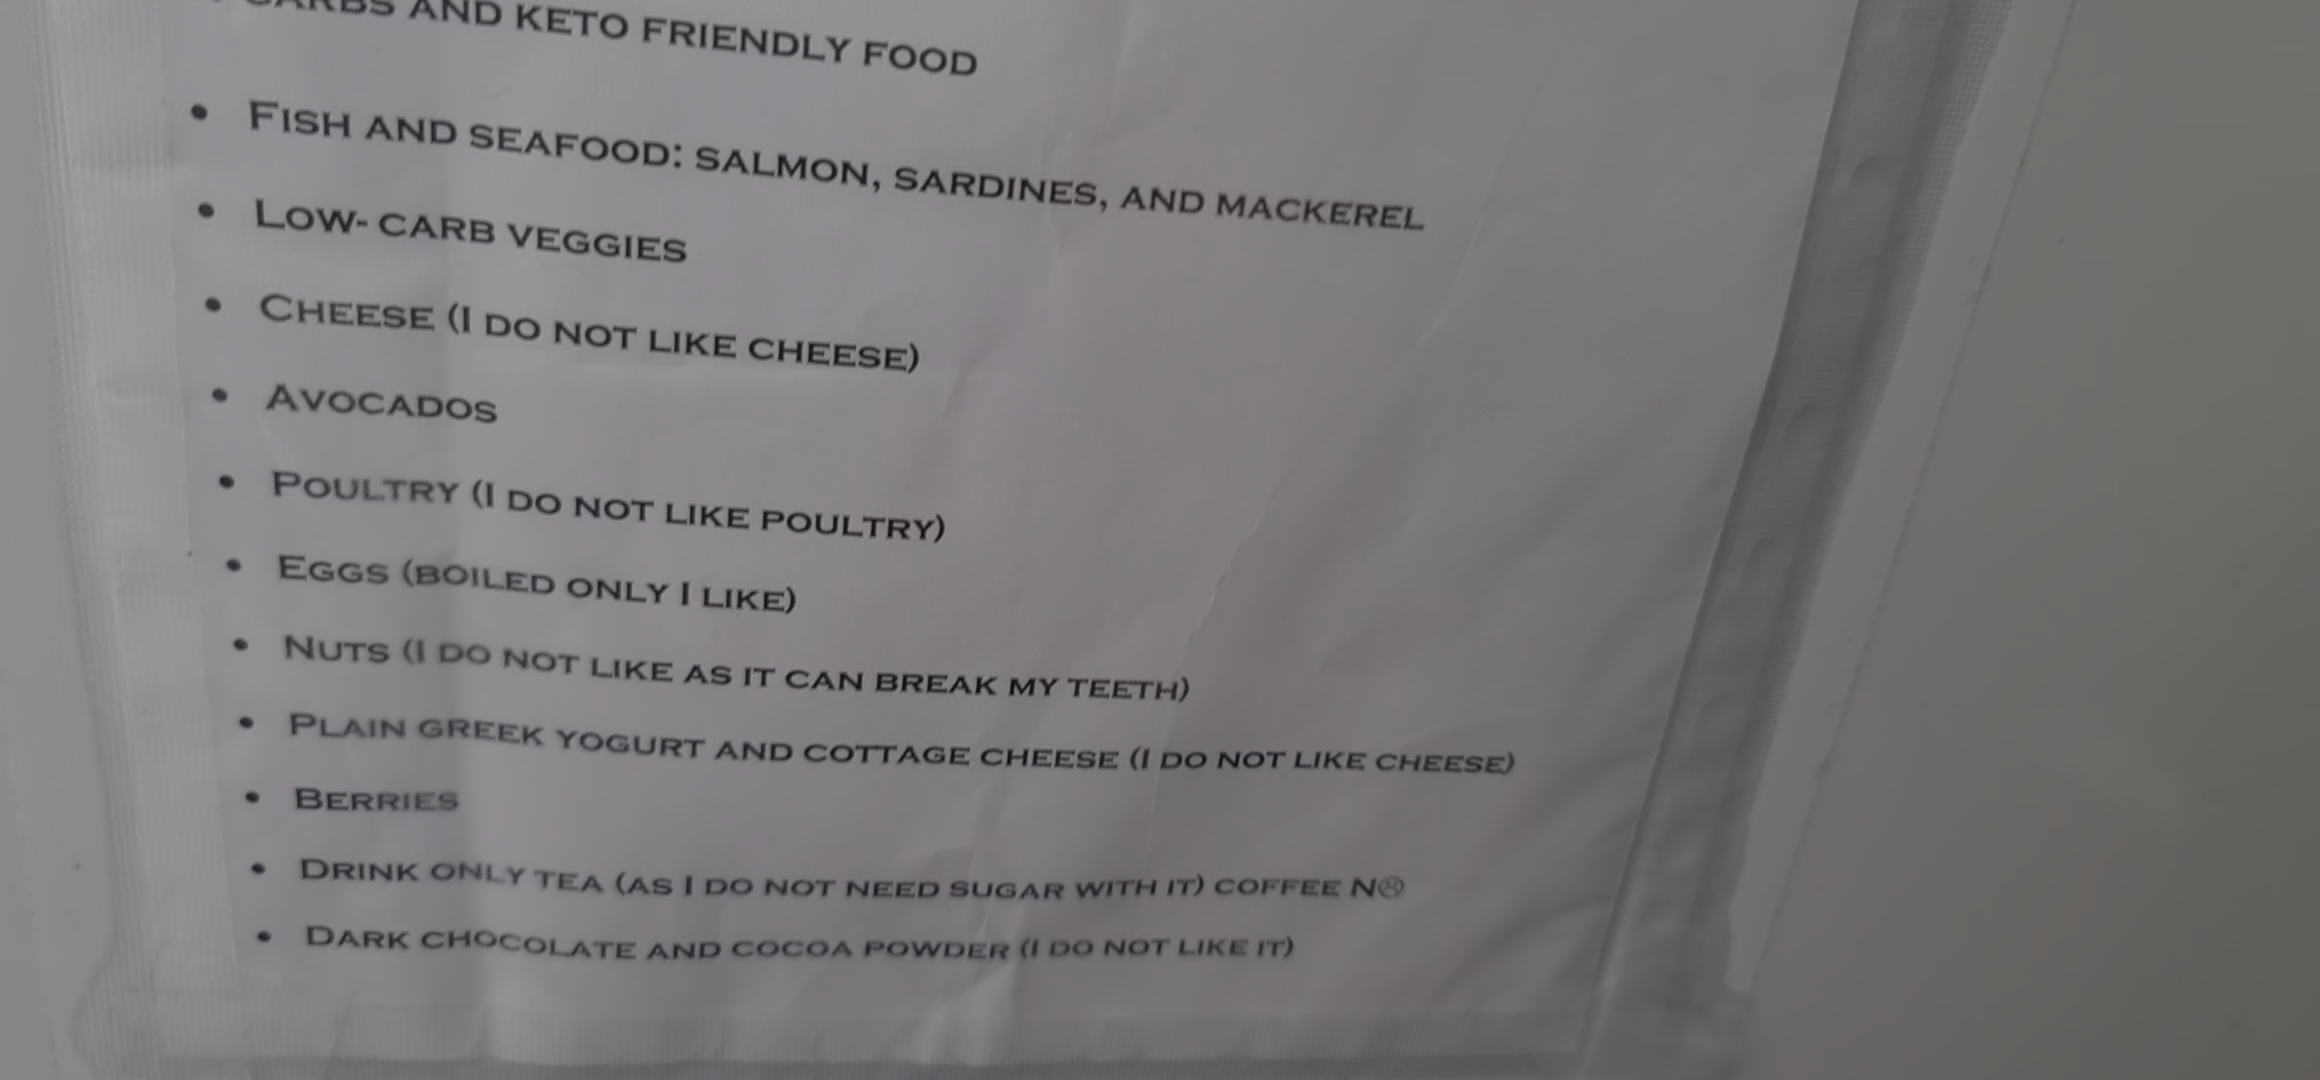 CARBS AND KETO FRIENDLY FOOD
• FISH AND SEAFOOD: SALMON, SARDINES, AND MACKEREL
• LOW- CARB VEGGIES
• CHEESE (I DO NOT LIKE CHEESE)
• AVOCADOS
• POULTRY (I DO NOT LIKE POULTRY)
• EGGS (BOILED ONLY I LIKE)
• NUTS (I DO NOT LIKE AS IT CAN BREAK MY TEETH)
• PLAIN GREEK YOGURT AND COTTAGE CHEESE (I DO NOT LIKE CHEESE)
• BERRIES
• DRINK ONLY TEA (AS I DO NOT NEED SUGAR WITH IT) COFFEE N☹
• DARK CHOCOLATE AND COCOA POWDER (I DO NOT LIKE IT)